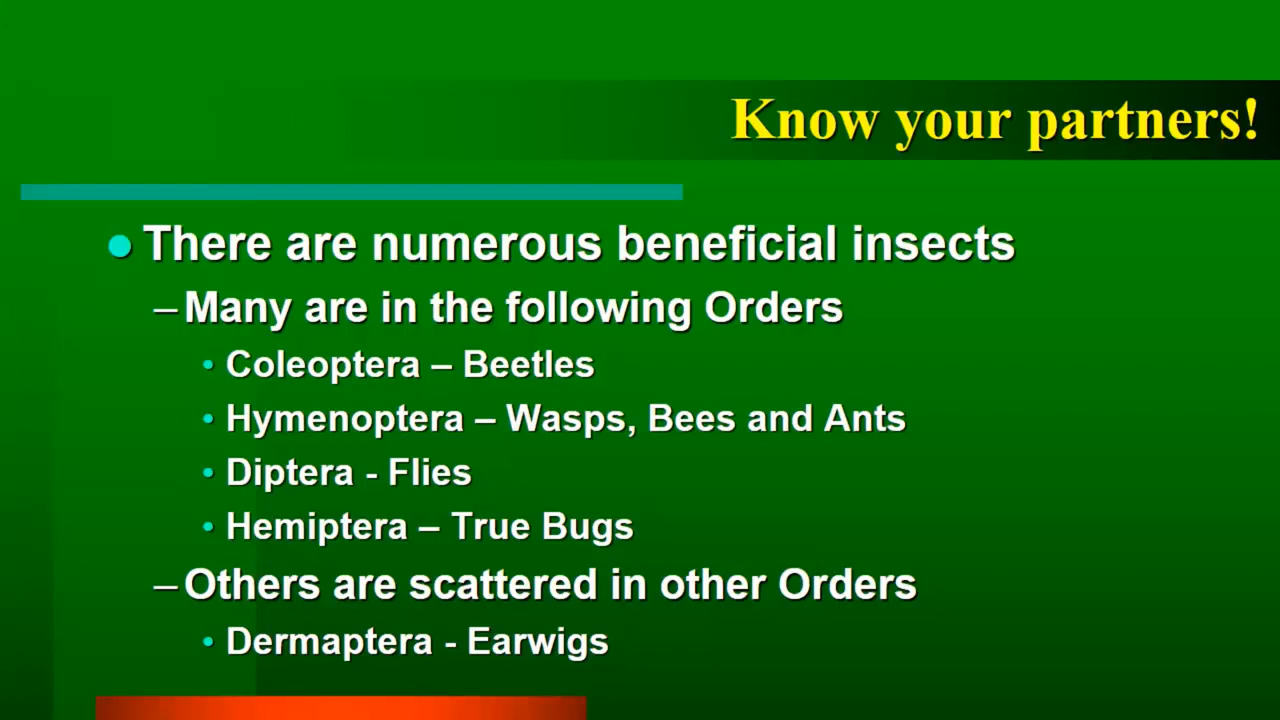 Know your partners!
There are numerous beneficial insects
– Many are in the following Orders
• Coleoptera – Beetles
• Hymenoptera – Wasps, Bees and Ants
• Diptera - Flies
• Hemiptera – True Bugs
– Others are scattered in other Orders
• Dermaptera - Earwigs